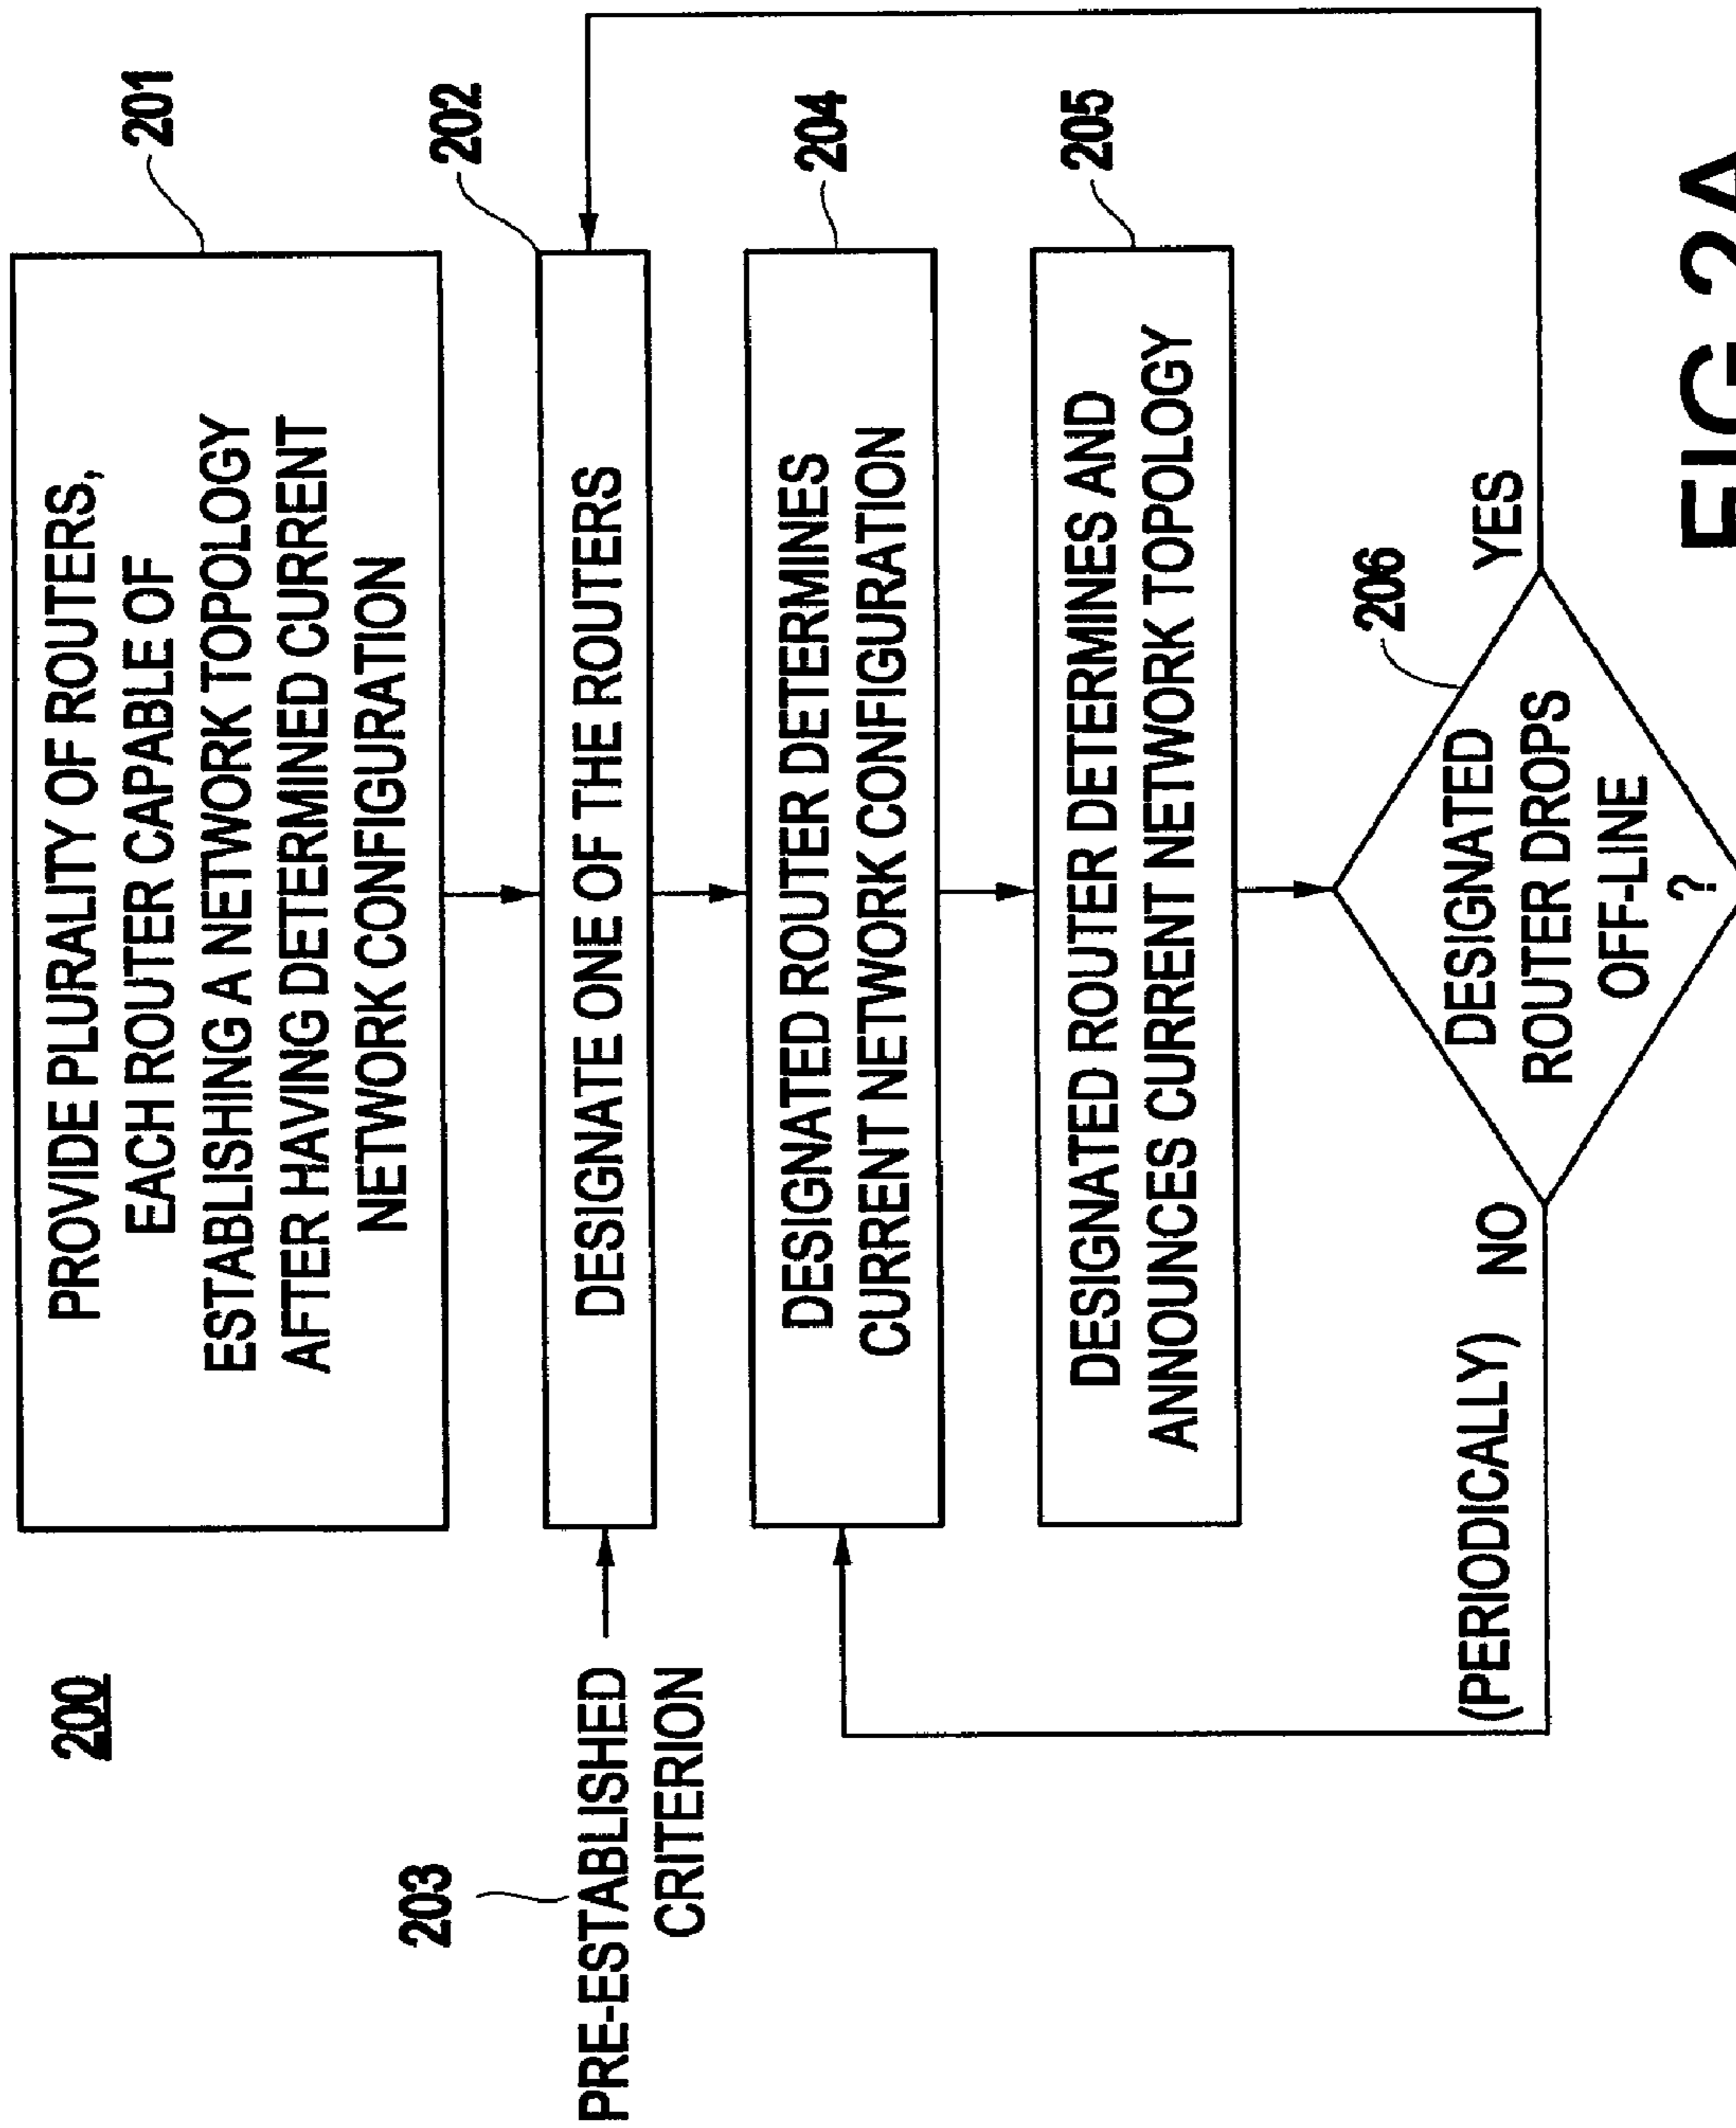 200
PROVIDE PLURALITY OF ROUTERS,
EACH ROUTER CAPABLE OF
ESTABLISHING A NETWORK TOPOLOGY
AFTER HAVING DETERMINED CURRENT
NETWORK CONFIGURATION
201
203
PRE-ESTABLISHED
CRITERION
DESIGNATE ONE OF THE ROUTERS
202
DESIGNATED ROUTER DETERMINES
CURRENT NETWORK CONFIGURATION
204
DESIGNATED ROUTER DETERMINES AND
ANNOUNCES CURRENT NETWORK TOPOLOGY
205
206
DESIGNATED
ROUTER DROPS
OFF-LINE
?
(PERIODICALLY) NO
YES
FIG.2A